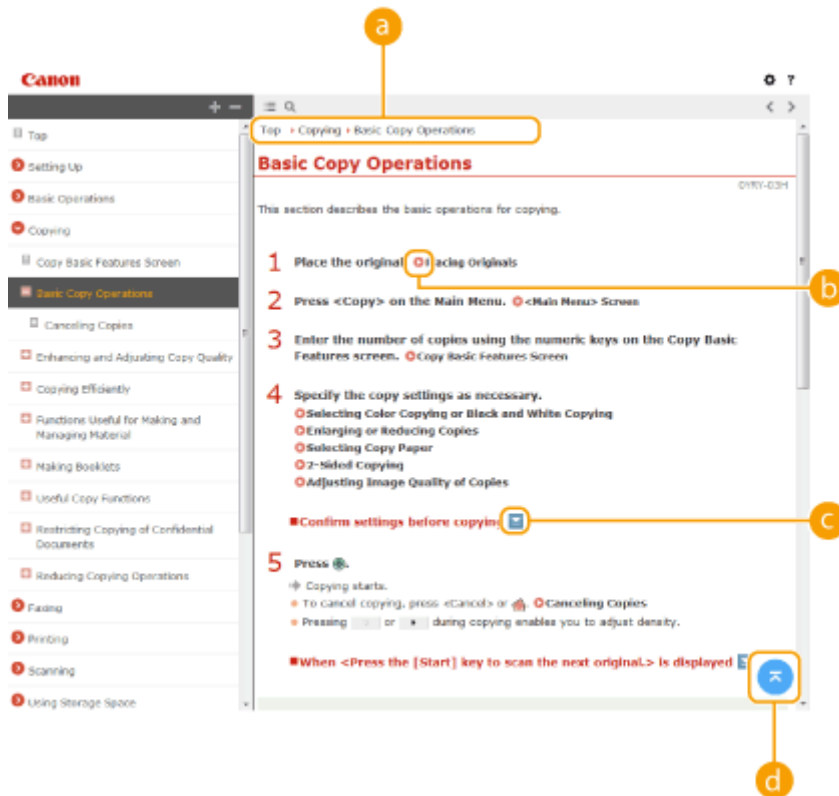 a
Canon
?
Top
Setting Up
Basic Operations
Copying
Copy Basic Features Screen
Basic Copy Operations
Canceling Copies
Enhancing and Adjusting Copy Quality
Copying Efficiently
Functions Useful for Making and
Managing Material
Making Booklets
Useful Copy Functions
Restricting Copying of Confidential
Documents
Reducing Copying Operations
Faxing
Printing
Scanning
Using Storage Space
Top Copying Basic Copy Operations
Basic Copy Operations
0YRY-03H
This section describes the basic operations for copying.
1 Place the original. Placing Originals
b
2 Press <Copy> on the Main Menu. <Main Menu> Screen
3 Enter the number of copies using the numeric keys on the Copy Basic
Features screen. Copy Basic Features Screen
4 Specify the copy settings as necessary.
Selecting Color Copying or Black and White Copying
Enlarging or Reducing Copies
Selecting Copy Paper
2-Sided Copying
Adjusting Image Quality of Copies
Confirm settings before copying
c
5 Press .
Copying starts.
To cancel copying, press <Cancel> or . Canceling Copies
Pressing or during copying enables you to adjust density.
When <Press the [Start] key to scan the next original.> is displayed
d